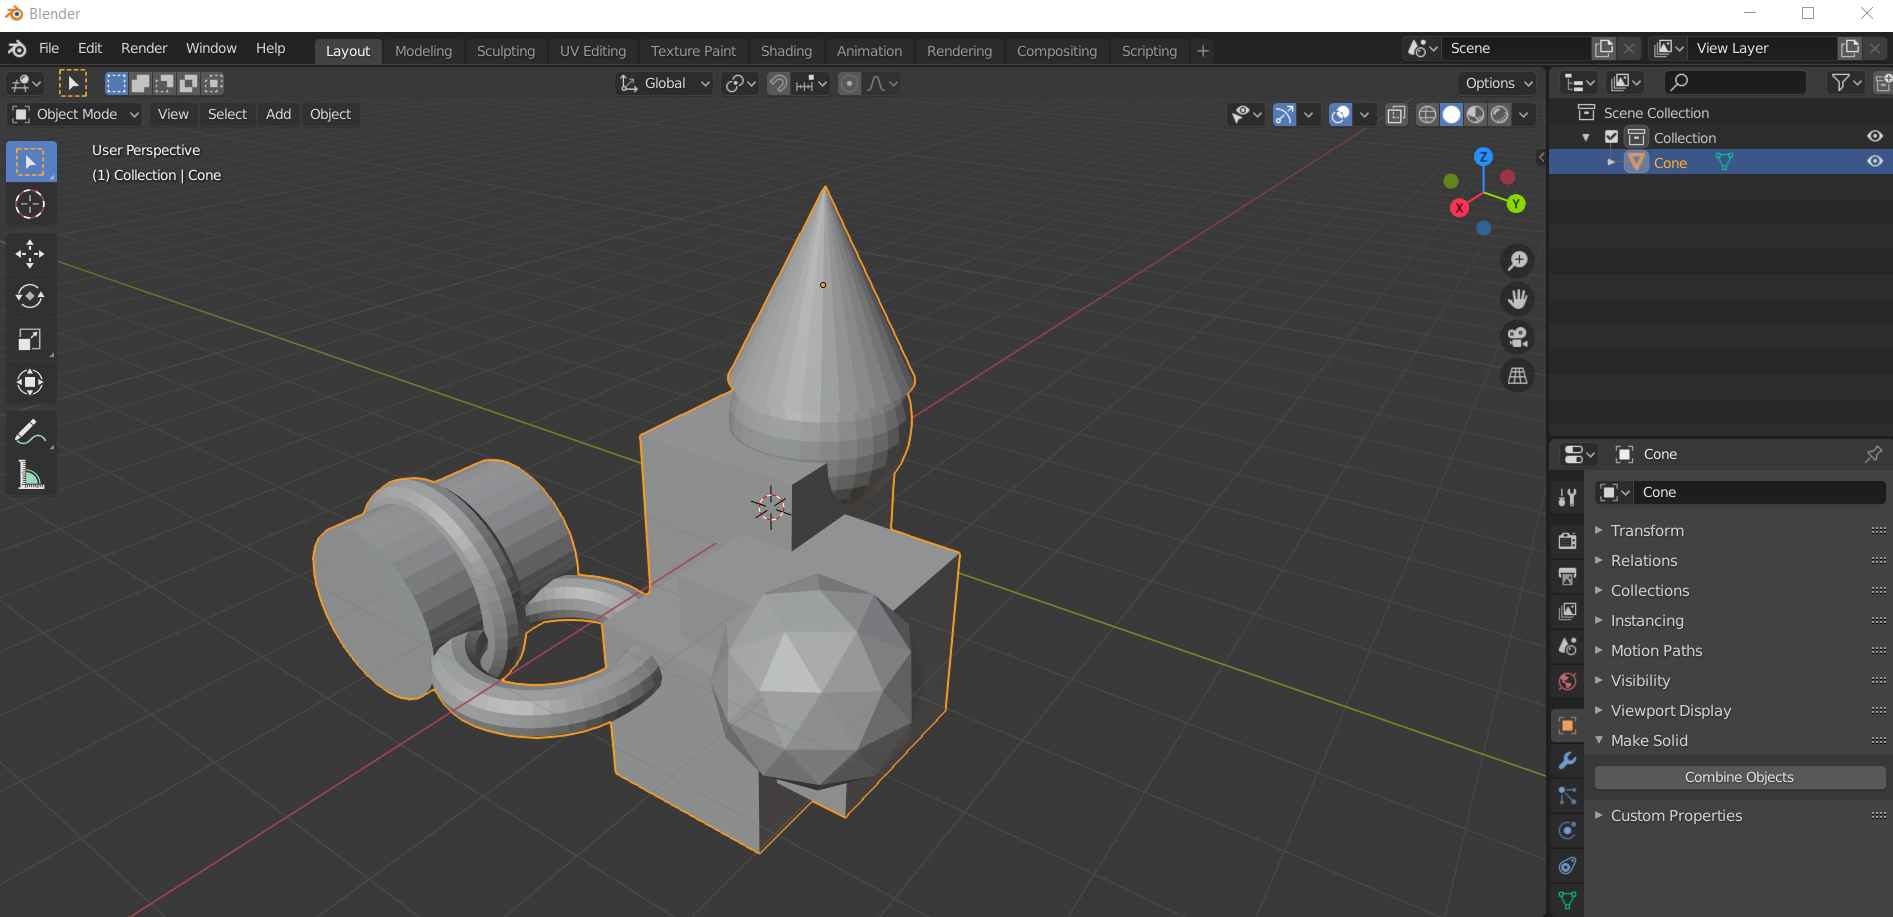 Blender
File Edit Render Window Help Layout Modeling Sculpting UV Editing Texture Paint Shading Animation Rendering Compositing Scripting + Scene View Layer
Global Options
Object Mode View Select Add Object
User Perspective
(1) Collection | Cone
Z
X
Y
Scene Collection
Collection
Cone
Cone
Cone
Transform
Relations
Collections
Instancing
Motion Paths
Visibility
Viewport Display
Make Solid
Combine Objects
Custom Properties